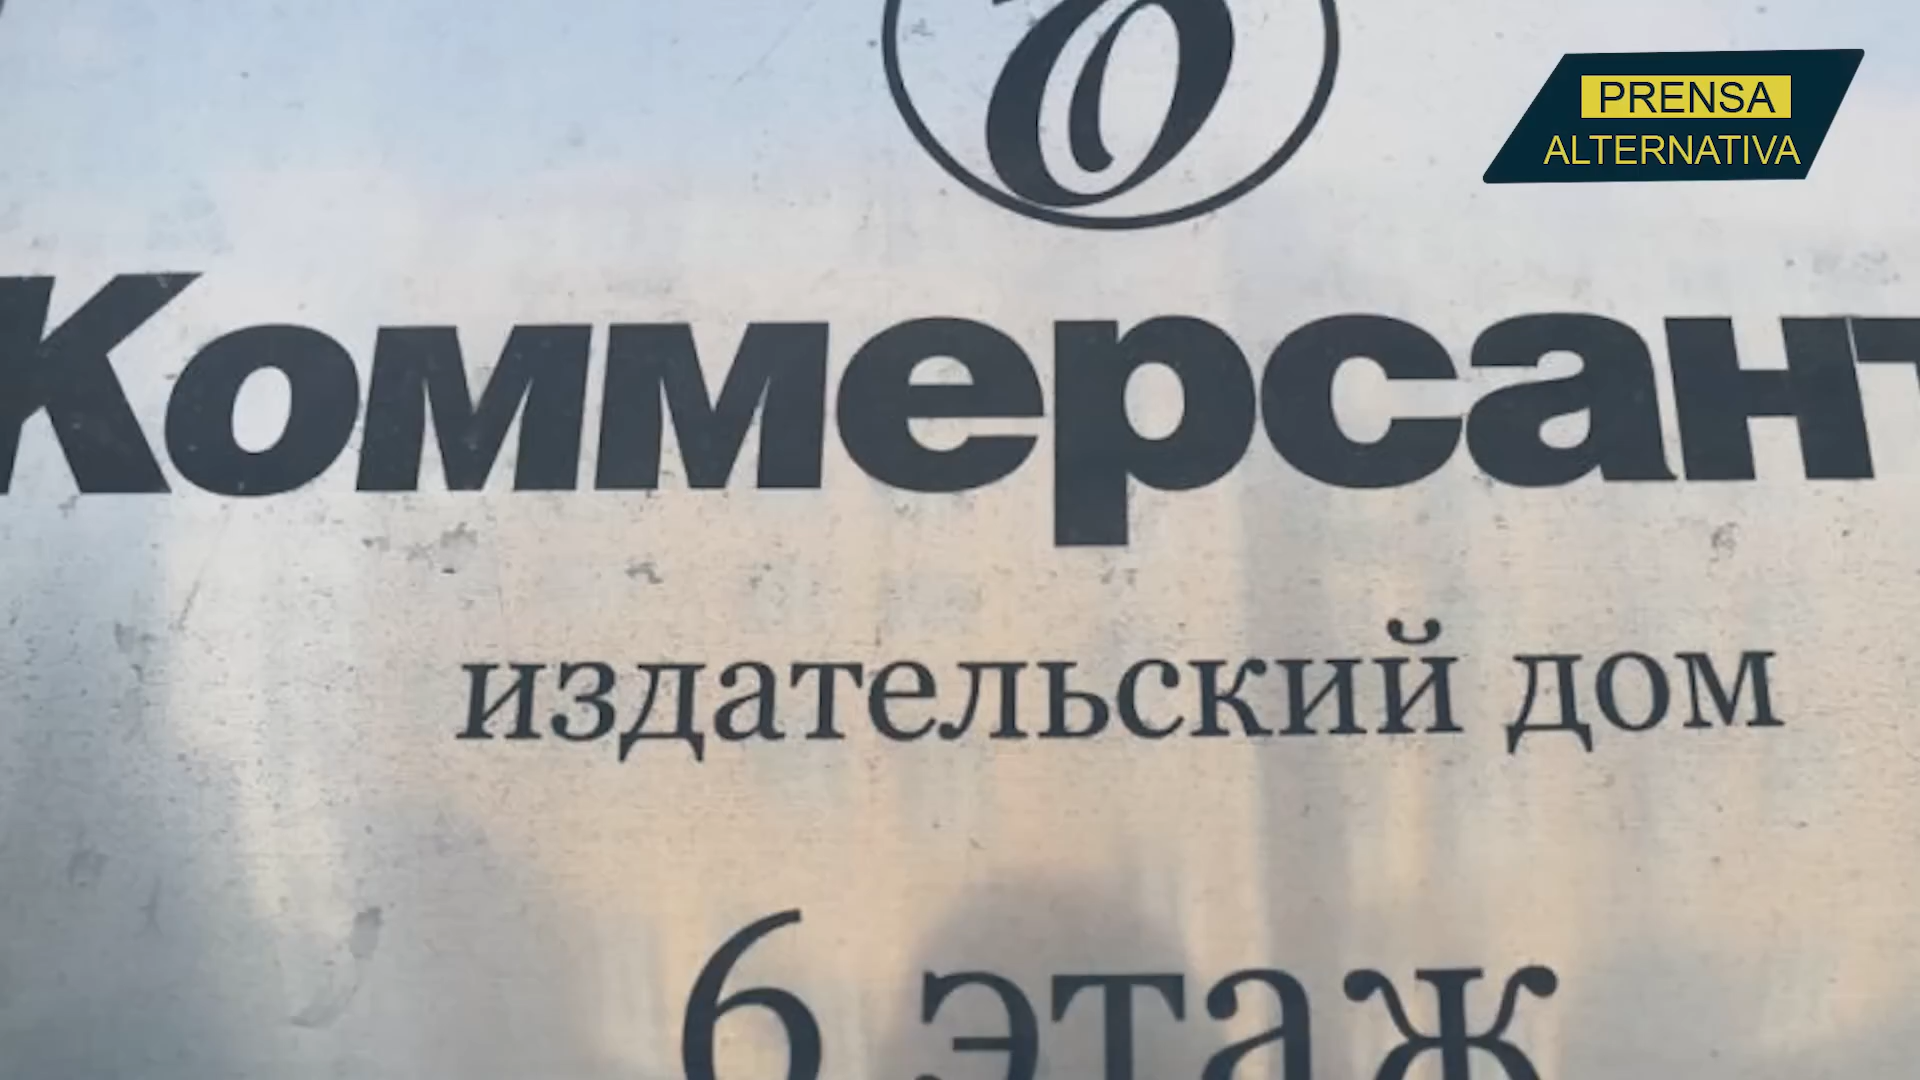 PRENSA
ALTERNATIVA
Коммерсант
издательский дом
6 этаж